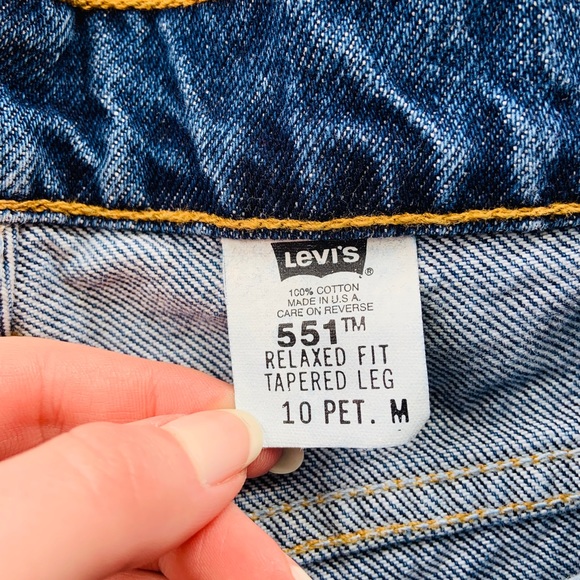 LEVI'S ®
100% COTTON
MADE IN U.S.A.
CARE ON REVERSE
551™
RELAXED FIT
TAPERED LEG
10 PET. M